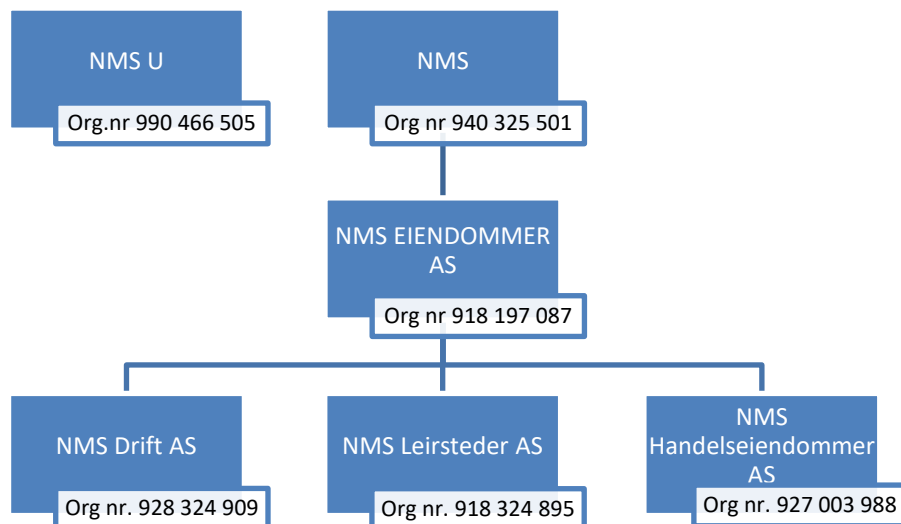 NMS U
Org.nr 990 466 505
NMS
Org nr 940 325 501
NMS EIENDOMMER
AS
Org nr 918 197 087
NMS Drift AS
Org nr. 928 324 909
NMS Leirsteder AS
Org nr. 918 324 895
NMS
Handelseiendommer
AS
Org nr. 927 003 988